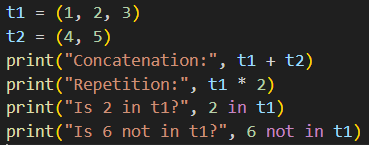 t1 = (1, 2, 3)
t2 = (4, 5)
print("Concatenation:", t1 + t2)
print("Repetition:", t1 * 2)
print("Is 2 in t1?", 2 in t1)
print("Is 6 not in t1?", 6 not in t1)